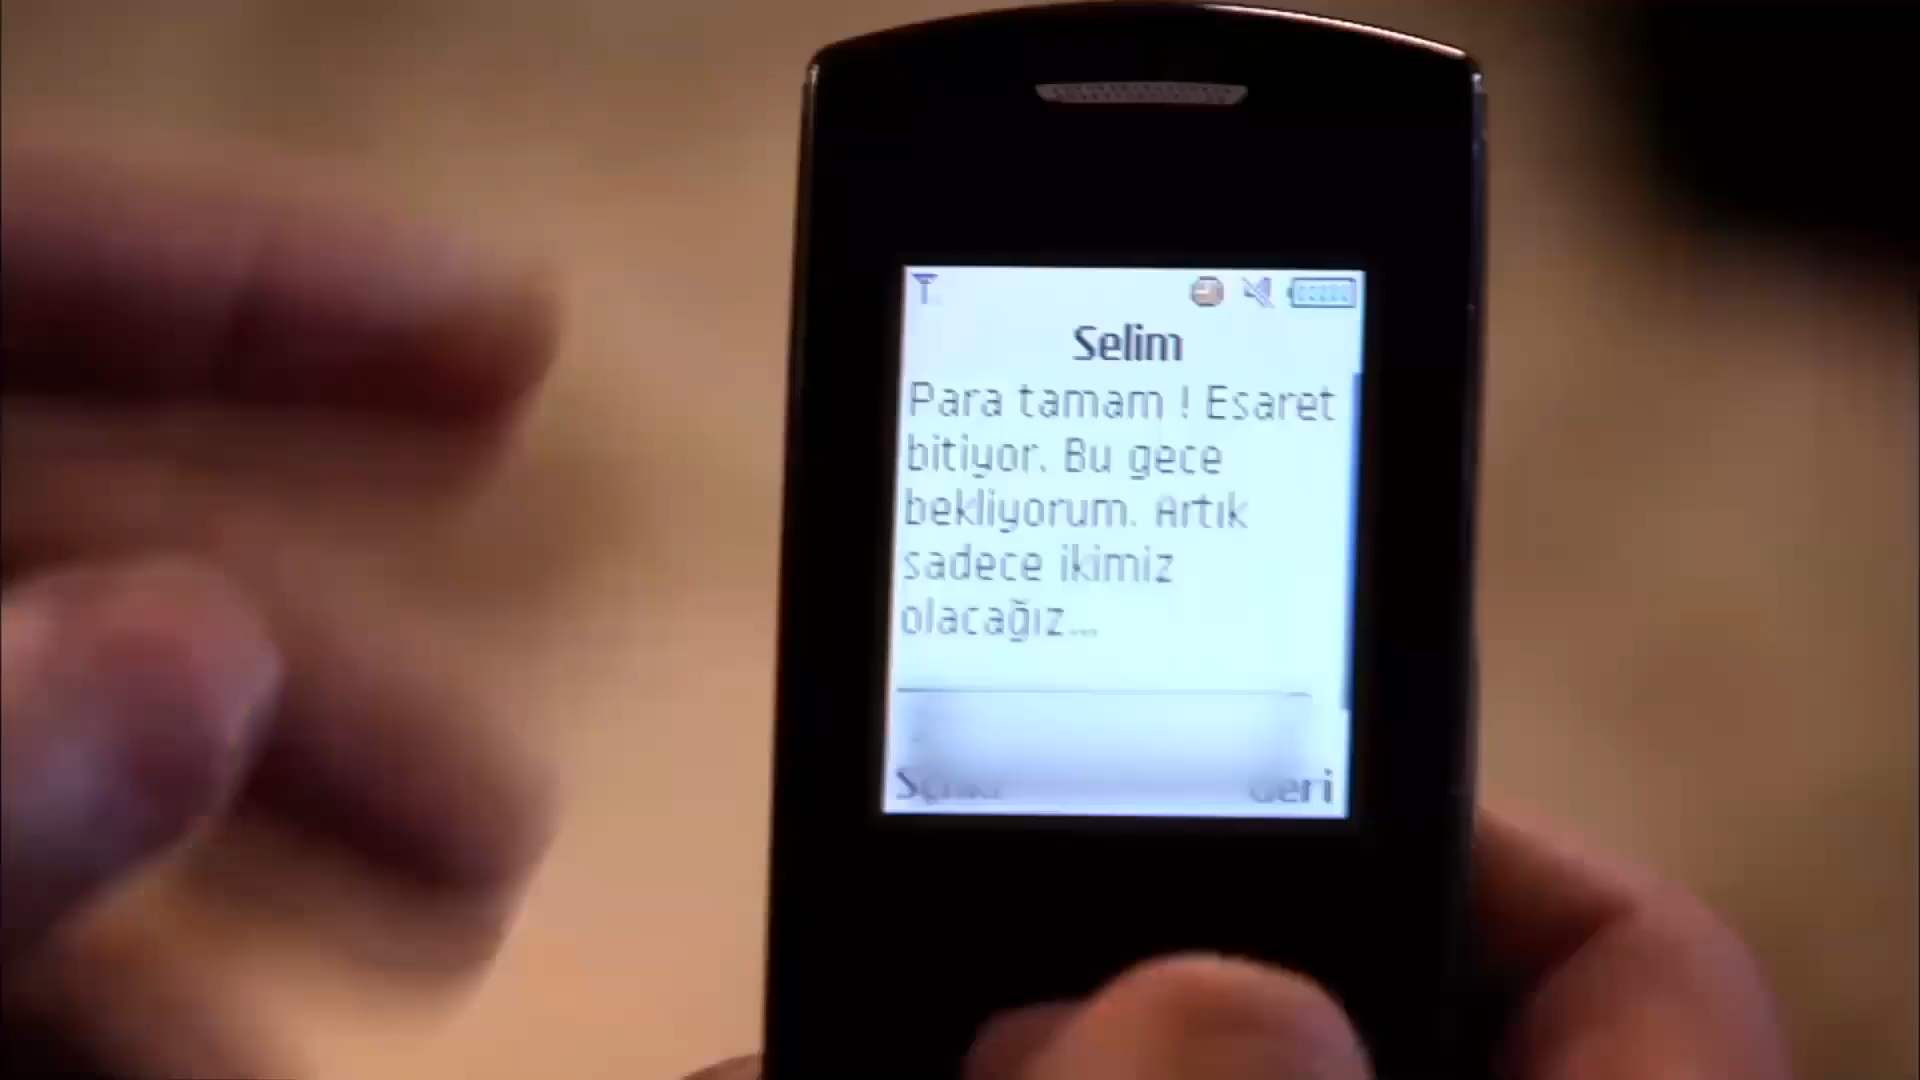 Selim
Para tamam ! Esaret
bitiyor. Bu gece
bekliyorum. Artık
sadece ikimiz
olacağız...
Geri